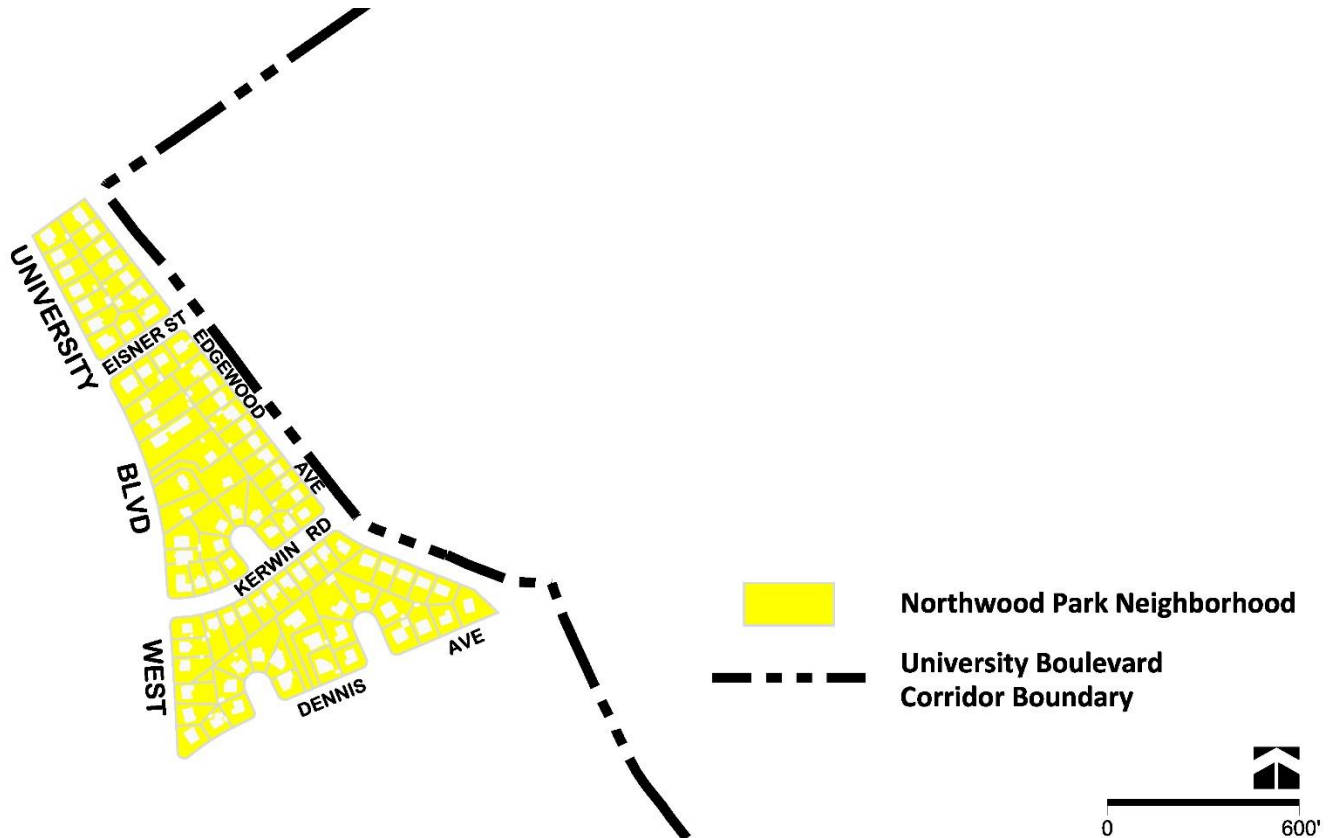 UNIVERSITY
BLVD
WEST
EISNER ST
EDGEWOOD
AVE
KERWIN RD
DENNIS
AVE
Northwood Park Neighborhood
University Boulevard
Corridor Boundary
0 600'